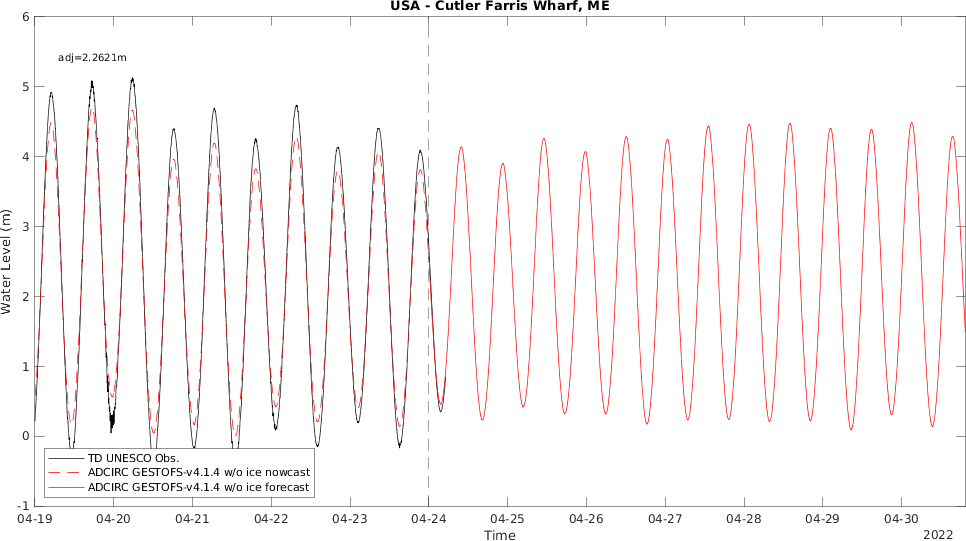 USA - Cutler Farris Wharf, ME
adj=2.2621m
6
5
4
3
2
1
0
-1
Water Level (m)
TD UNESCO Obs.
ADCIRC GESTOFS-v4.1.4 w/o ice nowcast
ADCIRC GESTOFS-v4.1.4 w/o ice forecast
04-19 04-20 04-21 04-22 04-23 04-24 04-25 04-26 04-27 04-28 04-29 04-30
Time
2022